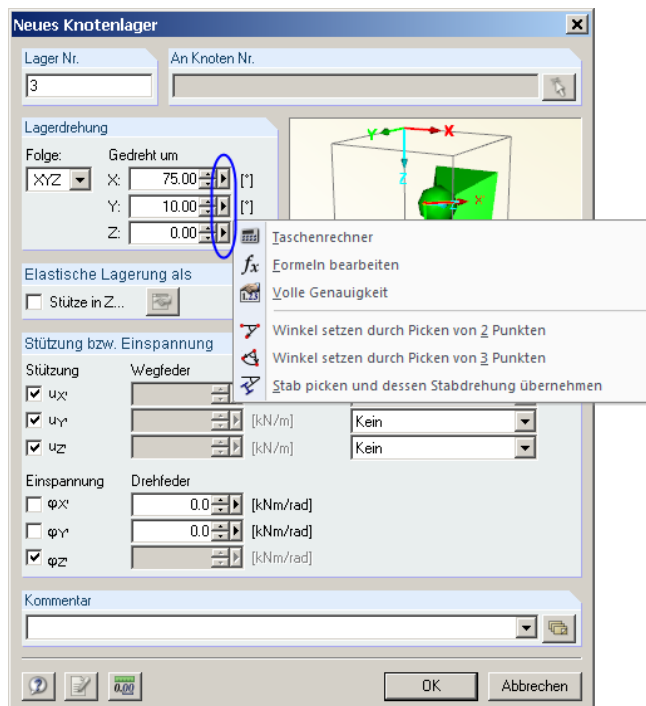 Neues Knotenlager
Lager Nr.
An Knoten Nr.
3
Lagerdrehung
Folge:
Gedreht um
XYZ
X: 75.00 [°]
Y: 10.00 [°]
Z: 0.00
Y X
Z
X
Taschenrechner
fx Formeln bearbeiten
1.23 Volle Genauigkeit
Winkel setzen durch Picken von 2 Punkten
Winkel setzen durch Picken von 3 Punkten
Stab picken und dessen Stabdrehung übernehmen
Elastische Lagerung als
Stütze in Z...
Stützung bzw. Einspannung
Stützung Wegfeder
uX'
uY' [kN/m] Kein
uZ' [kN/m] Kein
Einspannung Drehfeder
φX' 0.0 [kNm/rad]
φY' 0.0 [kNm/rad]
φZ' [kNm/rad]
Kommentar
0.00
OK
Abbrechen